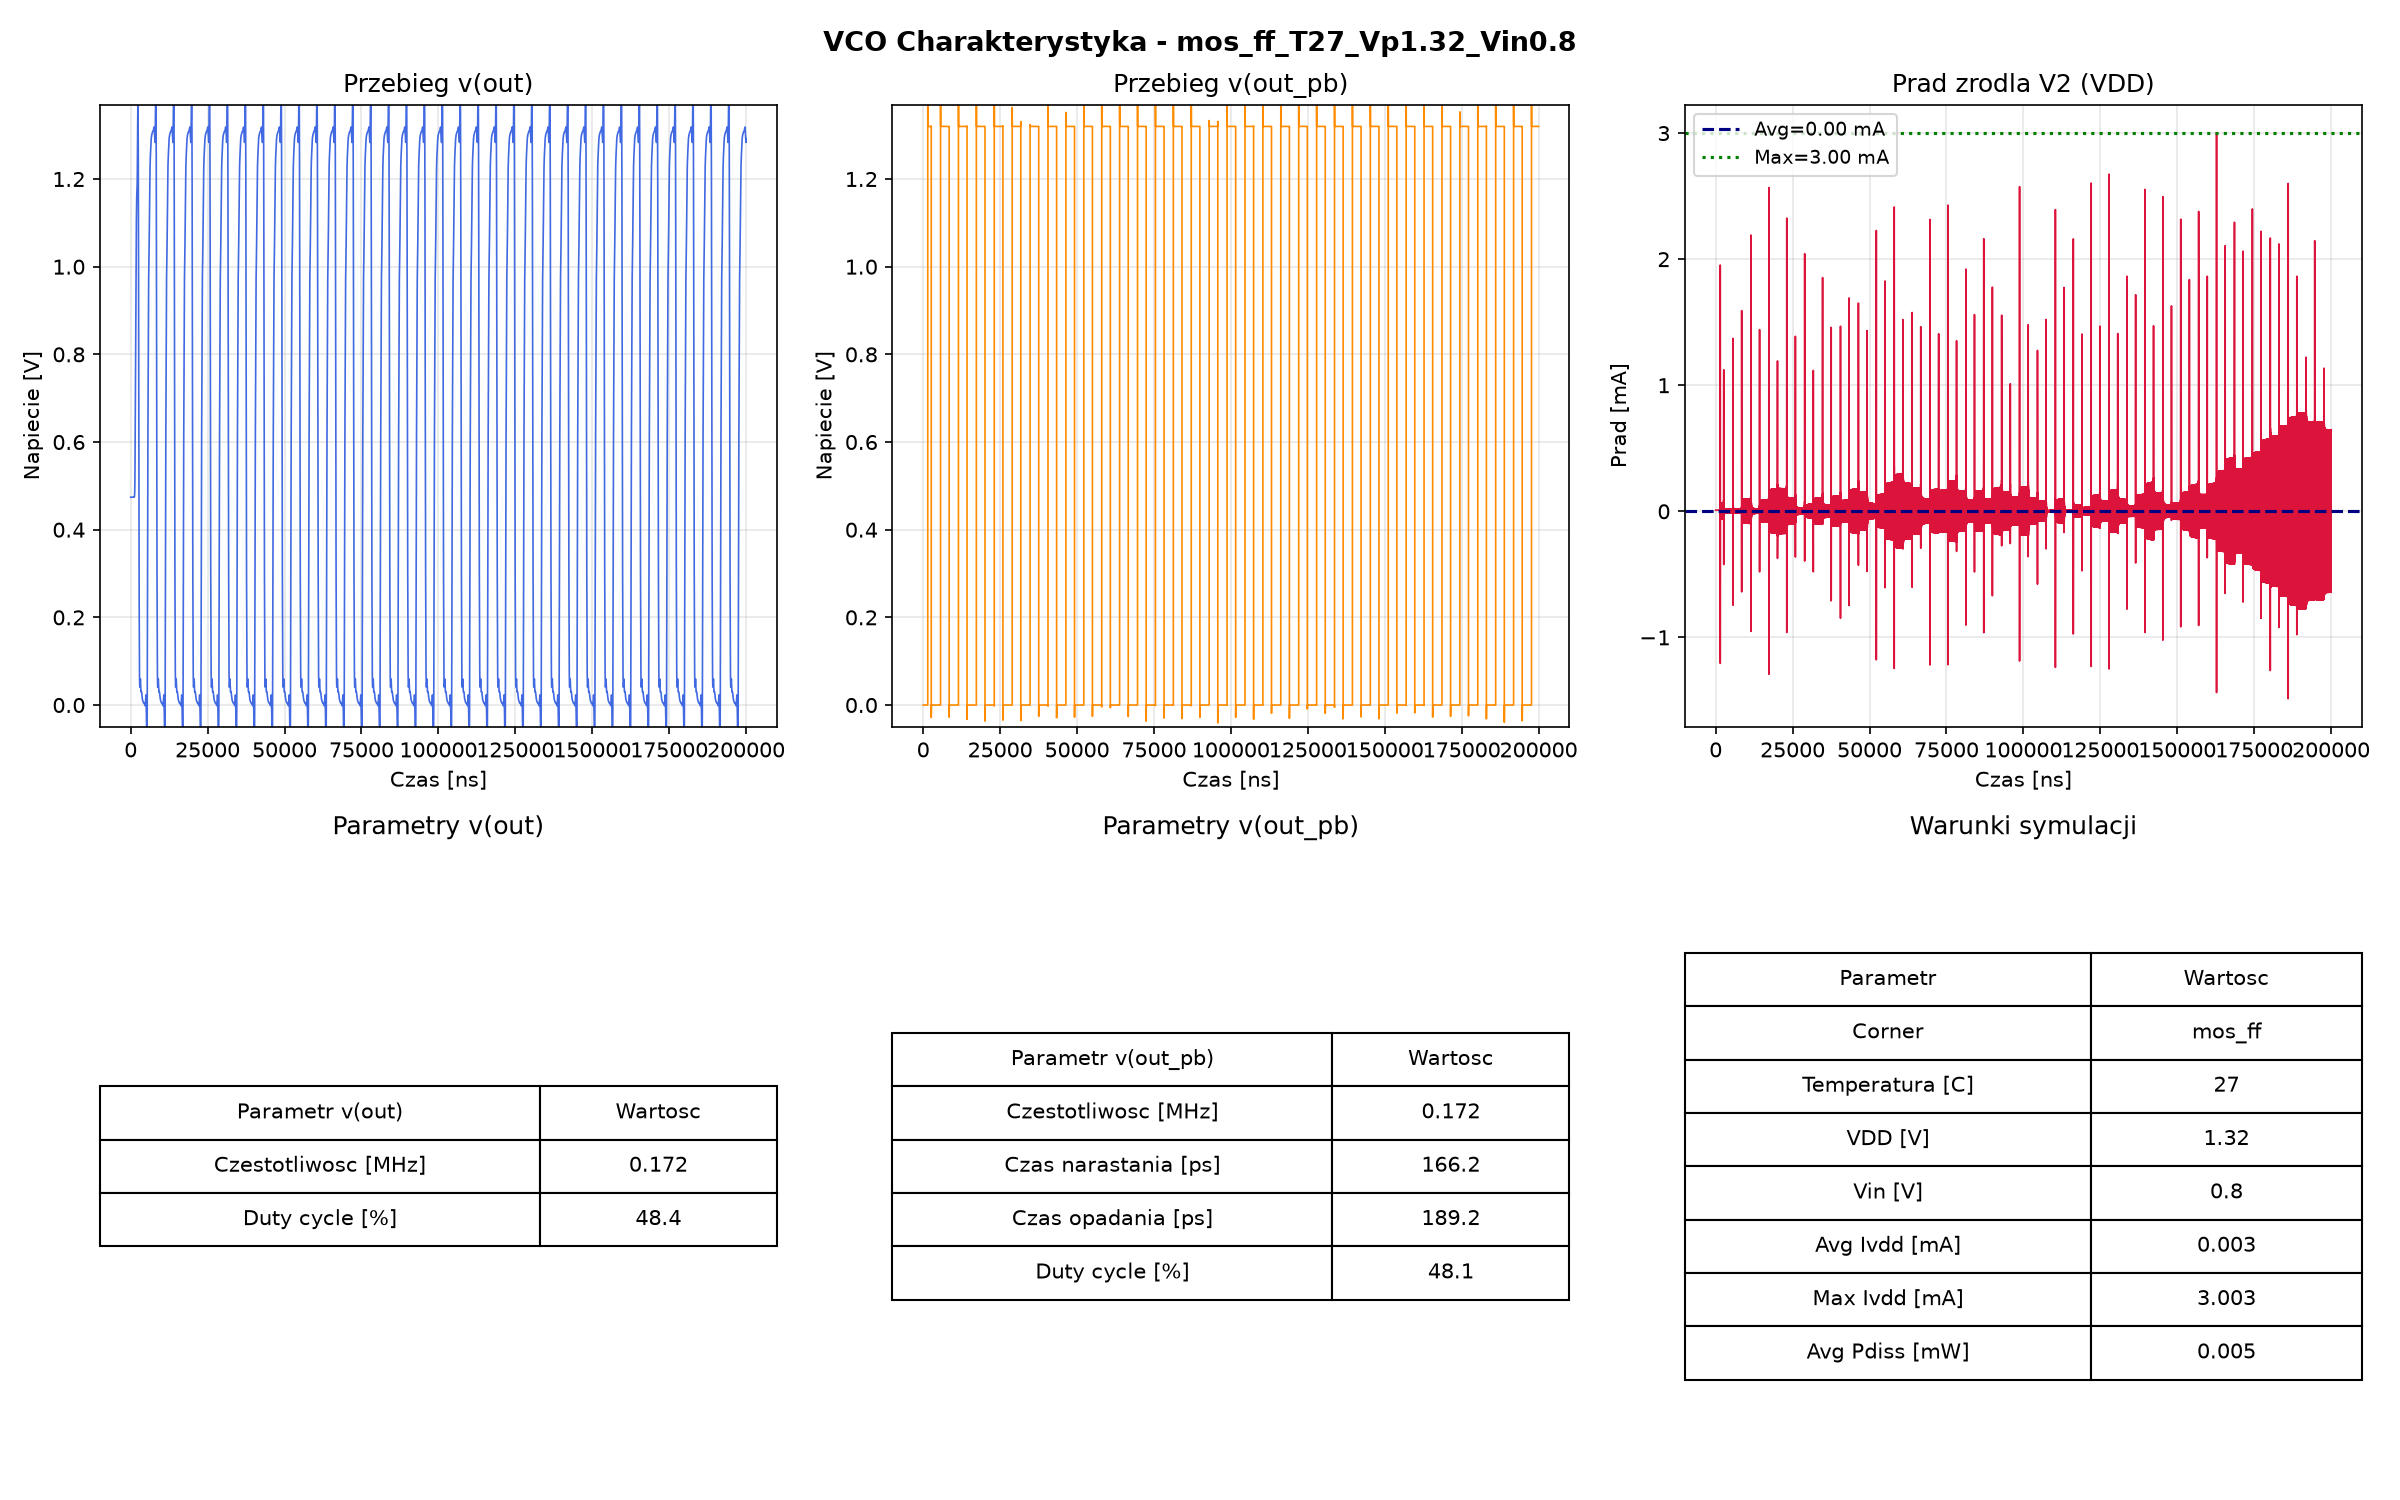 VCO Charakterystyka - mos_ff_T27_Vp1.32_Vin0.8
Przebieg v(out)
Napiecie [V]
1.2
1.0
0.8
0.6
0.4
0.2
0.0
0 25000 50000 75000 100000 125000 150000 175000 200000
Czas [ns]
Przebieg v(out_pb)
Napiecie [V]
1.2
1.0
0.8
0.6
0.4
0.2
0.0
0 25000 50000 75000 100000 125000 150000 175000 200000
Czas [ns]
Prad zrodla V2 (VDD)
Avg=0.00 mA
Max=3.00 mA
Prad [mA]
3
2
1
0
−1
0 25000 50000 75000 100000 125000 150000 175000 200000
Czas [ns]
Parametry v(out)
Parametr v(out) Wartosc
Czestotliwosc [MHz] 0.172
Duty cycle [%] 48.4
Parametry v(out_pb)
Parametr v(out_pb) Wartosc
Czestotliwosc [MHz] 0.172
Czas narastania [ps] 166.2
Czas opadania [ps] 189.2
Duty cycle [%] 48.1
Warunki symulacji
Parametr Wartosc
Corner mos_ff
Temperatura [C] 27
VDD [V] 1.32
Vin [V] 0.8
Avg Ivdd [mA] 0.003
Max Ivdd [mA] 3.003
Avg Pdiss [mW] 0.005